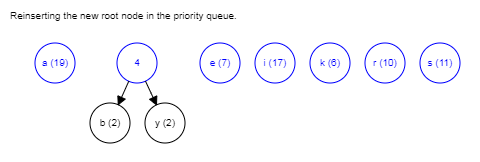 Reinserting the new root node in the priority queue.
a (19) 4 e (7) i (17) k (6) r (10) s (11)
b (2) y (2)